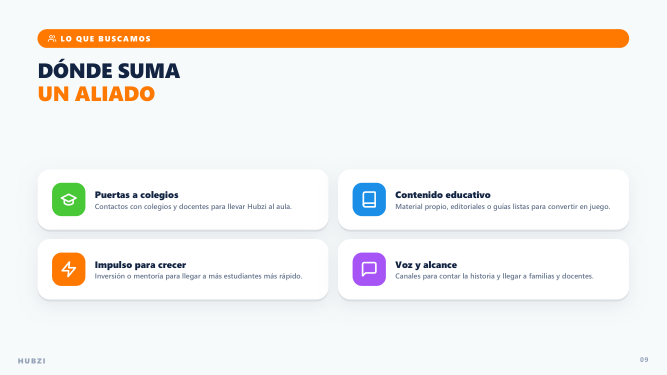 LO QUE BUSCAMOS
DÓNDE SUMA
UN ALIADO
Puertas a colegios
Contactos con colegios y docentes para llevar Hubzi al aula.
Contenido educativo
Material propio, editoriales o guías listas para convertir en juego.
Impulso para crecer
Inversión o mentoría para llegar a más estudiantes más rápido.
Voz y alcance
Canales para contar la historia y llegar a familias y docentes.
HUBZI
09